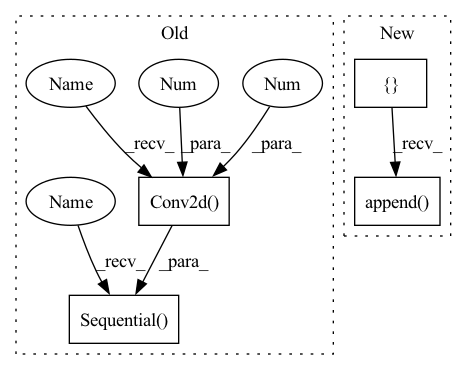 Old
New
Name
Num
Num
{}
_recv_
_para_
_para_
_recv_
Name
Conv2d()
append()
_recv_
_para_
Sequential()